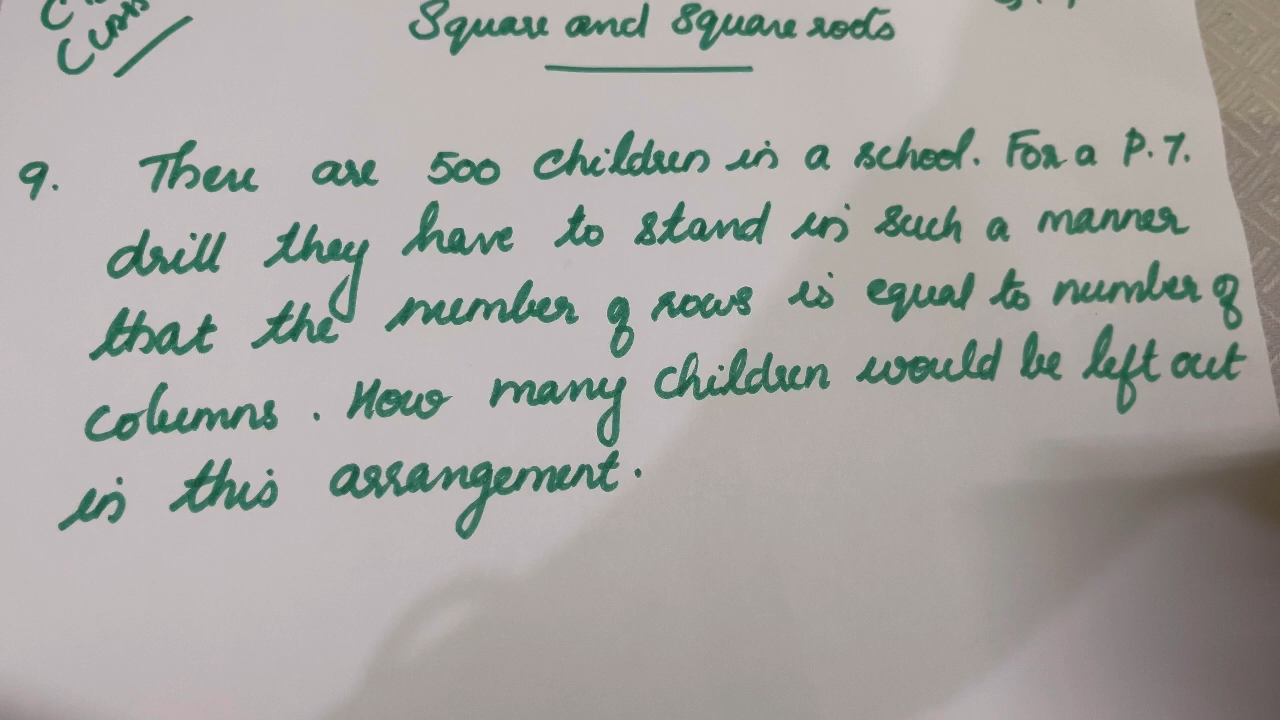 Square and Square roots
9. There are 500 children in a school. For a P.T.
drill they have to stand in such a manner
that the number of rows is equal to number of
columns. How many children would be left out
in this arrangement.